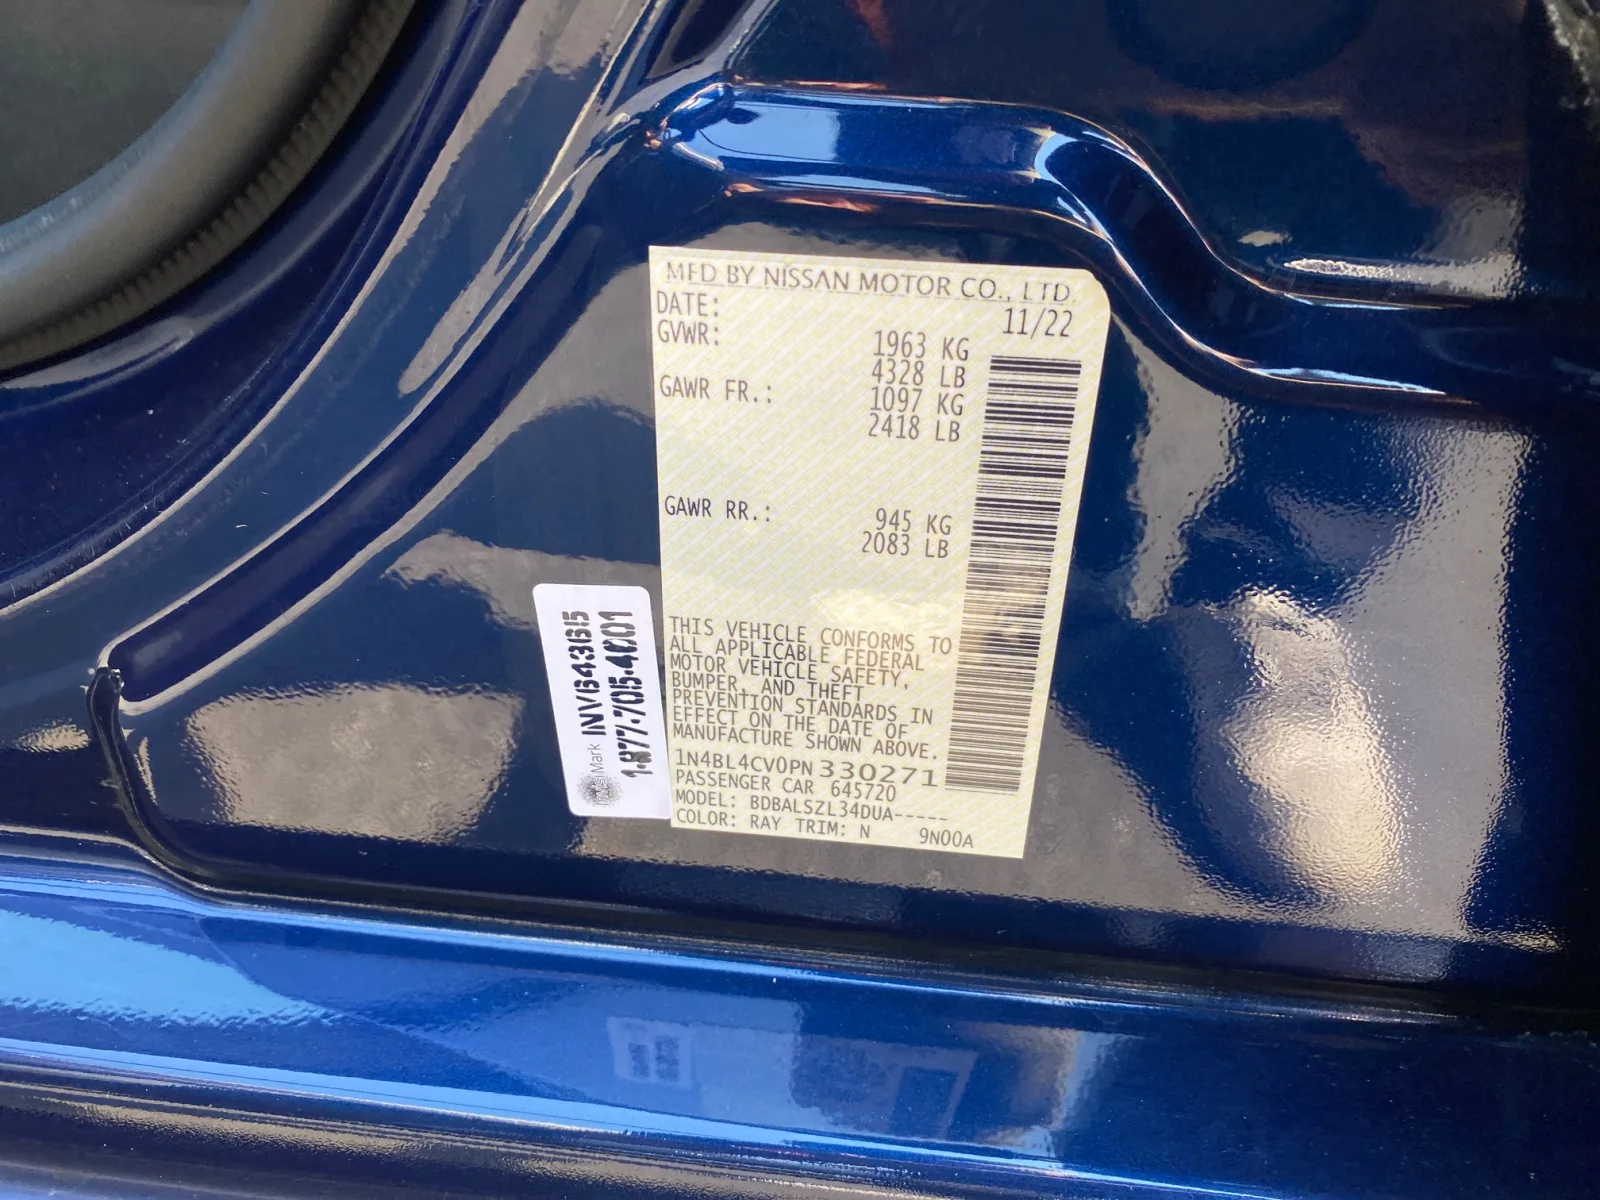 MFD BY NISSAN MOTOR CO., LTD.
DATE: 11/22
GVWR: 1963 KG
4328 LB
GAWR FR.: 1097 KG
2418 LB
GAWR RR.: 945 KG
2083 LB
THIS VEHICLE CONFORMS TO
ALL APPLICABLE FEDERAL
MOTOR VEHICLE SAFETY,
BUMPER, AND THEFT
PREVENTION STANDARDS IN
EFFECT ON THE DATE OF
MANUFACTURE SHOWN ABOVE.
1N4BL4CV0PN 330271
PASSENGER CAR 645720
MODEL: BDBALSZL34DUA-----
COLOR: RAY TRIM: N 9N00A
Mark
1-877-705-4001